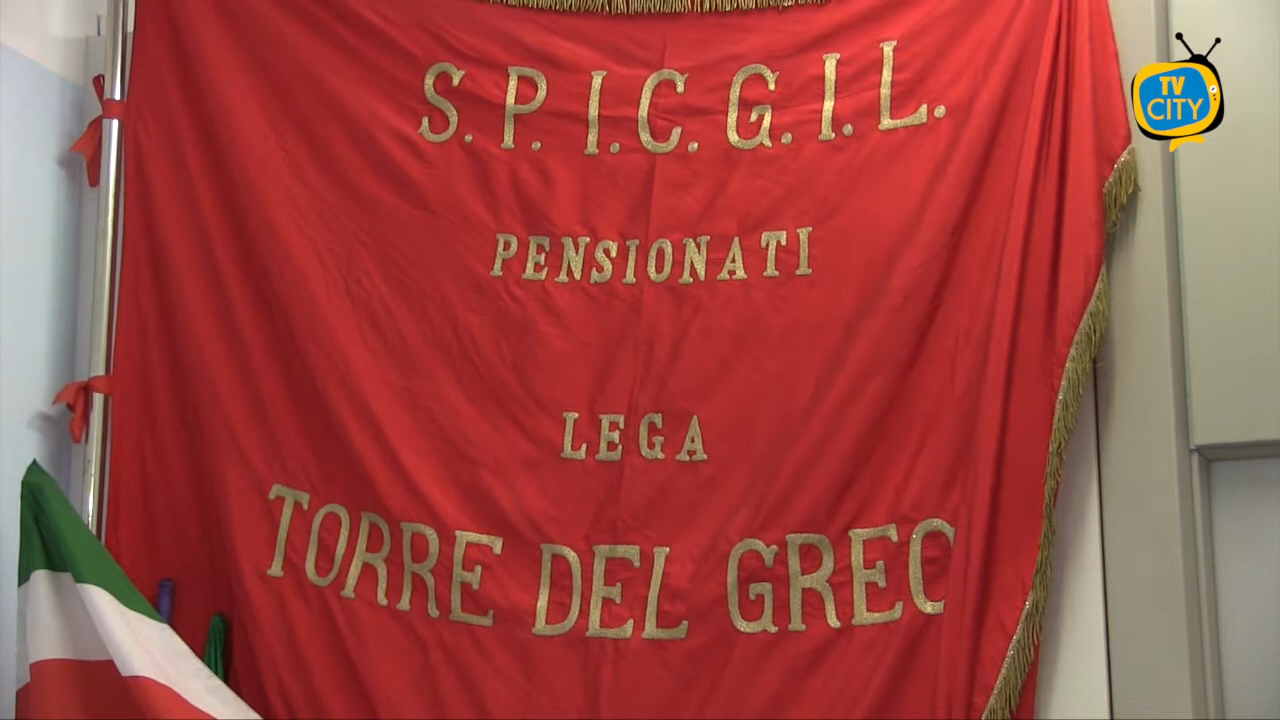 S.P.I.C.G.I.L.
PENSIONATI
LEGA
TORRE DEL GREC
TV
CITY